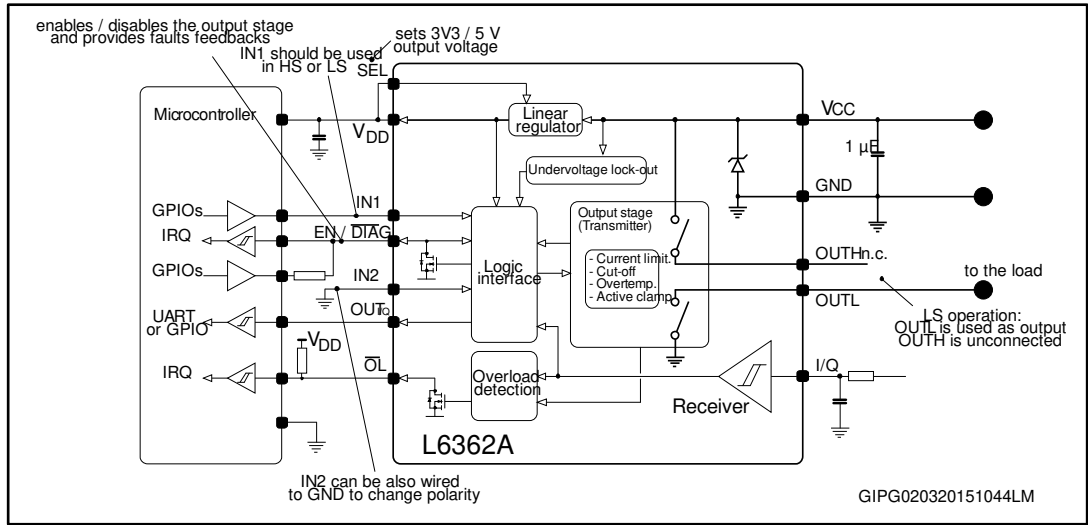 enables / disables the output stage
and provides faults feedbacks
sets 3V3 / 5 V
output voltage
IN1 should be used
in HS or LS
SEL
Microcontroller
VDD
Linear
regulator
VCC
1 µF
Undervoltage lock-out
GND
GPIOs
IN1
IRQ
EN / DIAG
GPIOs
IN2
Logic
interface
Output stage
(Transmitter)
- Current limit.
- Cut-off
- Overtemp.
- Active clamp
OUTH
n.c.
to the load
OUTL
UART
or GPIO
OUTI/Q
LS operation:
OUTL is used as output
OUTH is unconnected
VDD
IRQ
OL
Overload
detection
I/Q
Receiver
L6362A
IN2 can be also wired
to GND to change polarity
GIPG020320151044LM